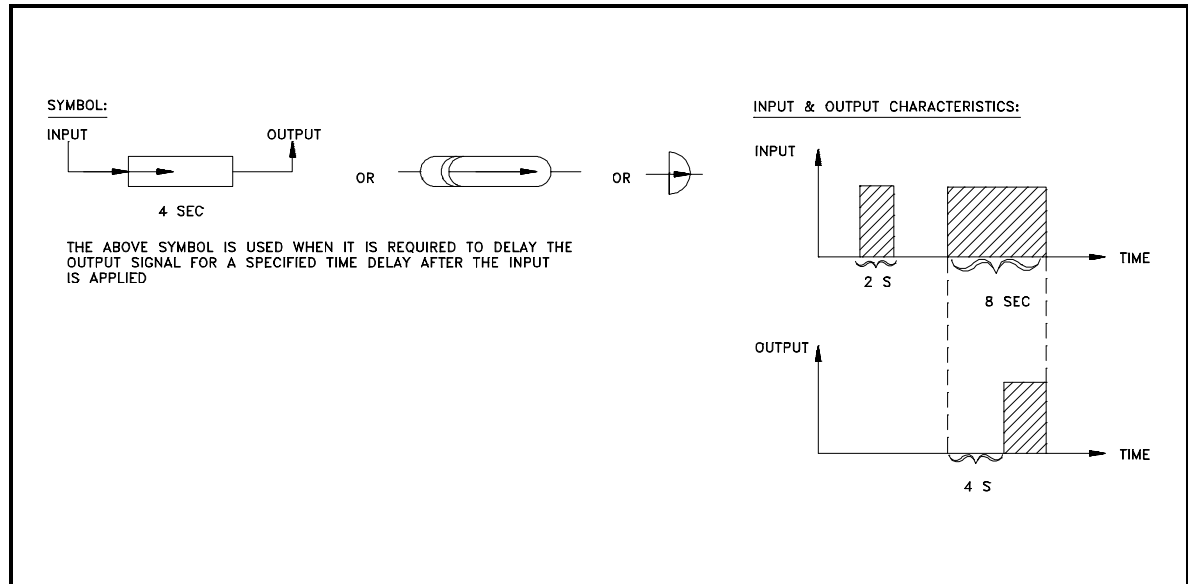 SYMBOL:
INPUT
OUTPUT
OR
OR
4 SEC
THE ABOVE SYMBOL IS USED WHEN IT IS REQUIRED TO DELAY THE
OUTPUT SIGNAL FOR A SPECIFIED TIME DELAY AFTER THE INPUT
IS APPLIED
INPUT & OUTPUT CHARACTERISTICS:
INPUT
TIME
2 S
8 SEC
OUTPUT
TIME
4 S